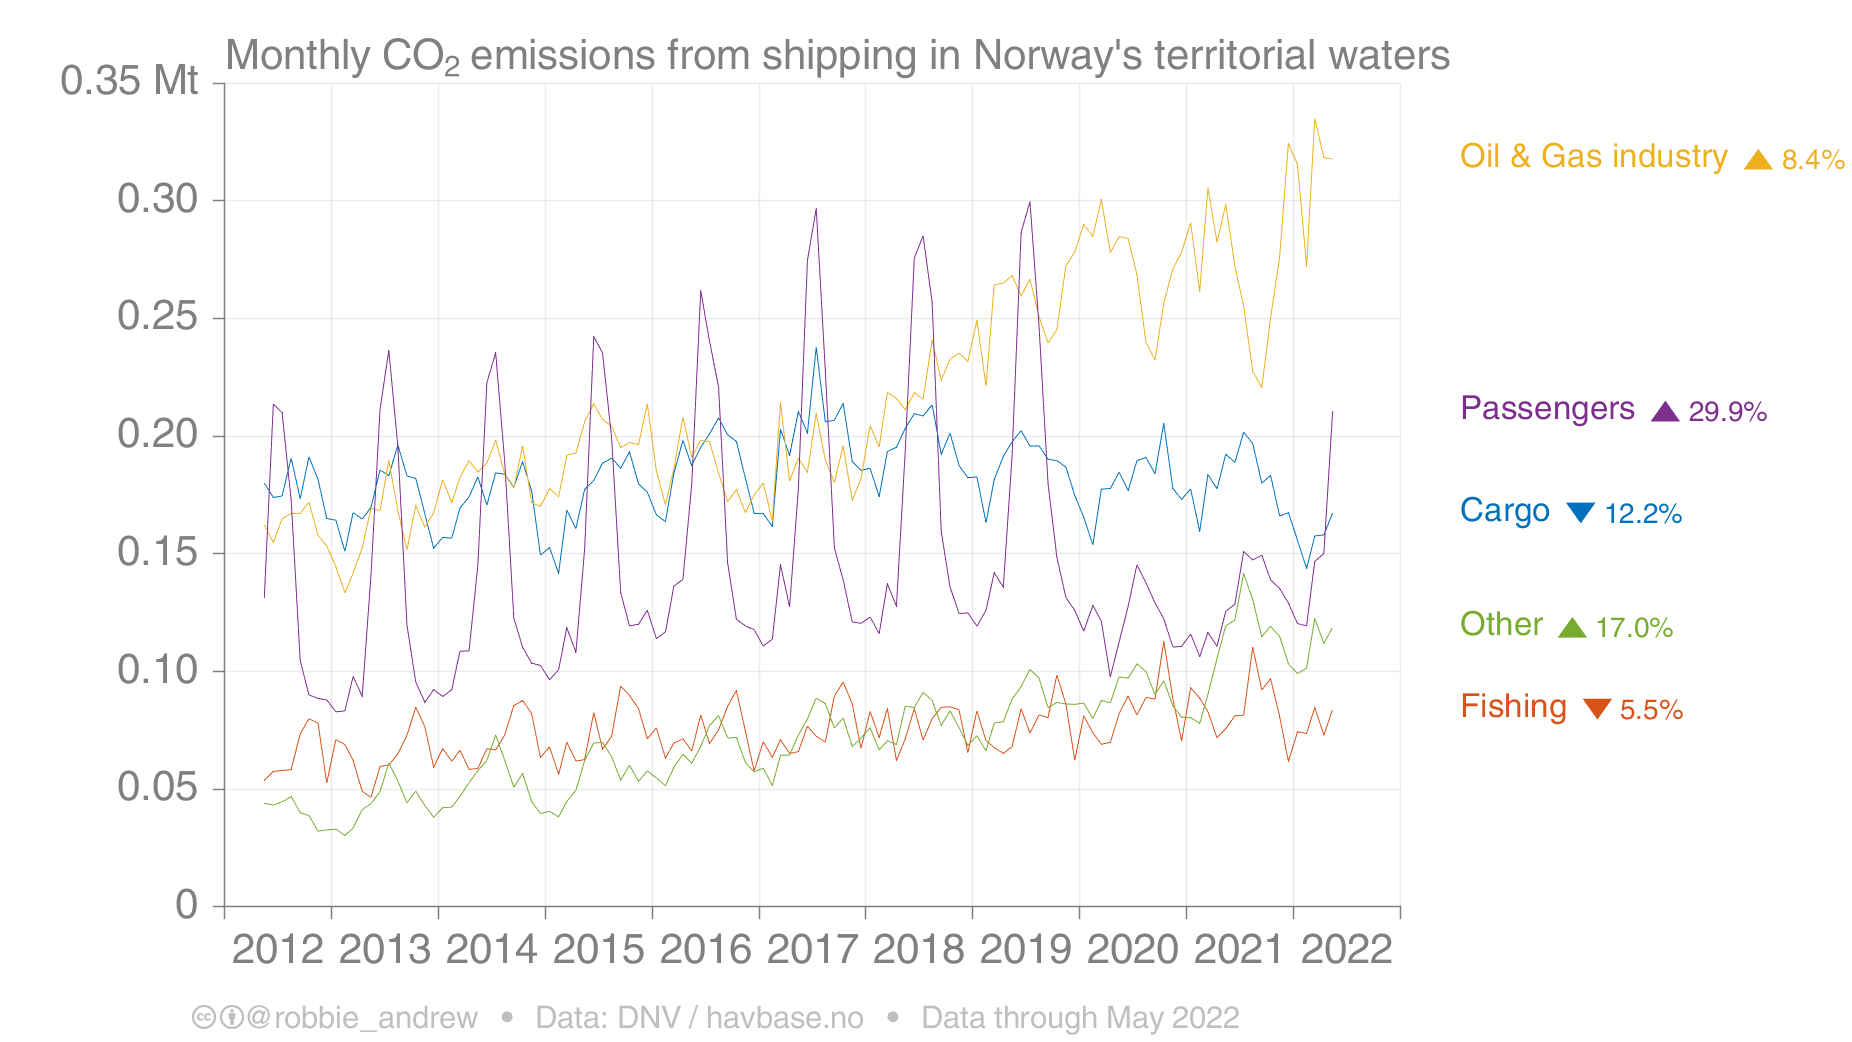 Monthly CO₂ emissions from shipping in Norway's territorial waters
0.35 Mt
0.30
0.25
0.20
0.15
0.10
0.05
0
2012 2013 2014 2015 2016 2017 2018 2019 2020 2021 2022
Oil & Gas industry ▲ 8.4%
Passengers ▲ 29.9%
Cargo ▼ 12.2%
Other ▲ 17.0%
Fishing ▼ 5.5%
cc @robbie_andrew • Data: DNV / havbase.no • Data through May 2022